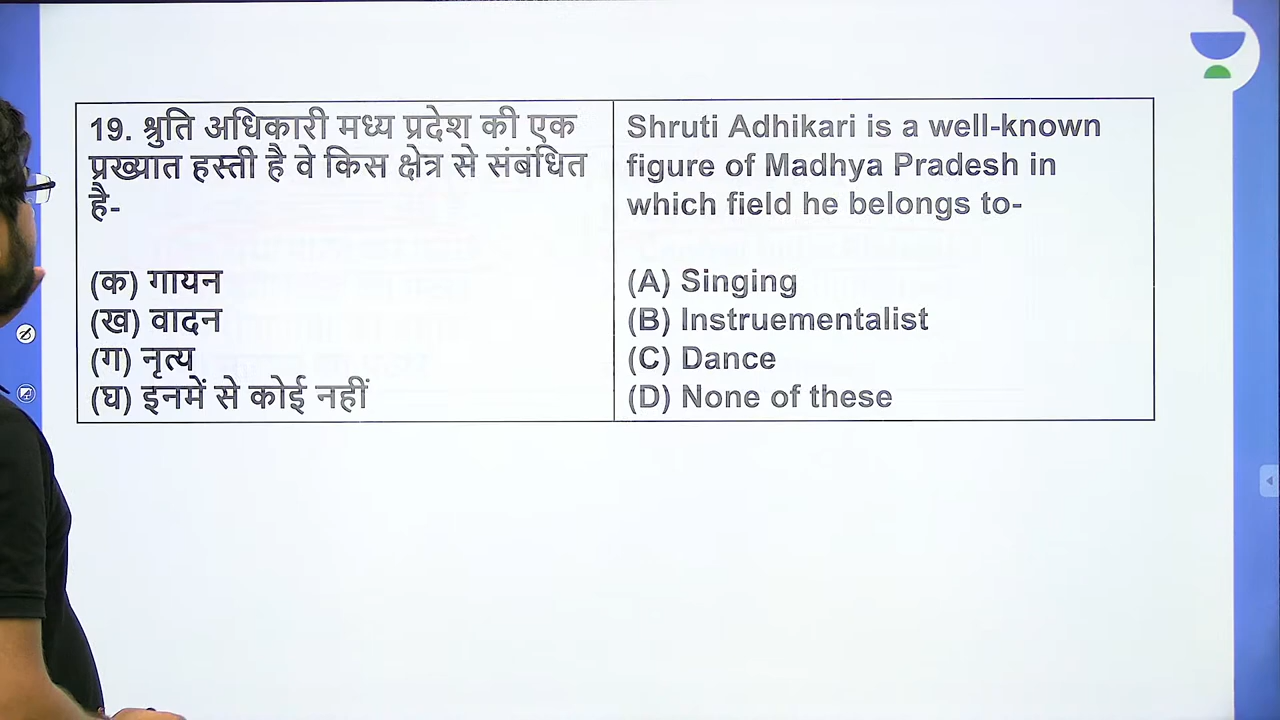 19. श्रुति अधिकारी मध्य प्रदेश की एक
प्रख्यात हस्ती है वे किस क्षेत्र से संबंधित
है-
(क) गायन
(ख) वादन
(ग) नृत्य
(घ) इनमें से कोई नहीं
Shruti Adhikari is a well-known
figure of Madhya Pradesh in
which field he belongs to-
(A) Singing
(B) Instruementalist
(C) Dance
(D) None of these